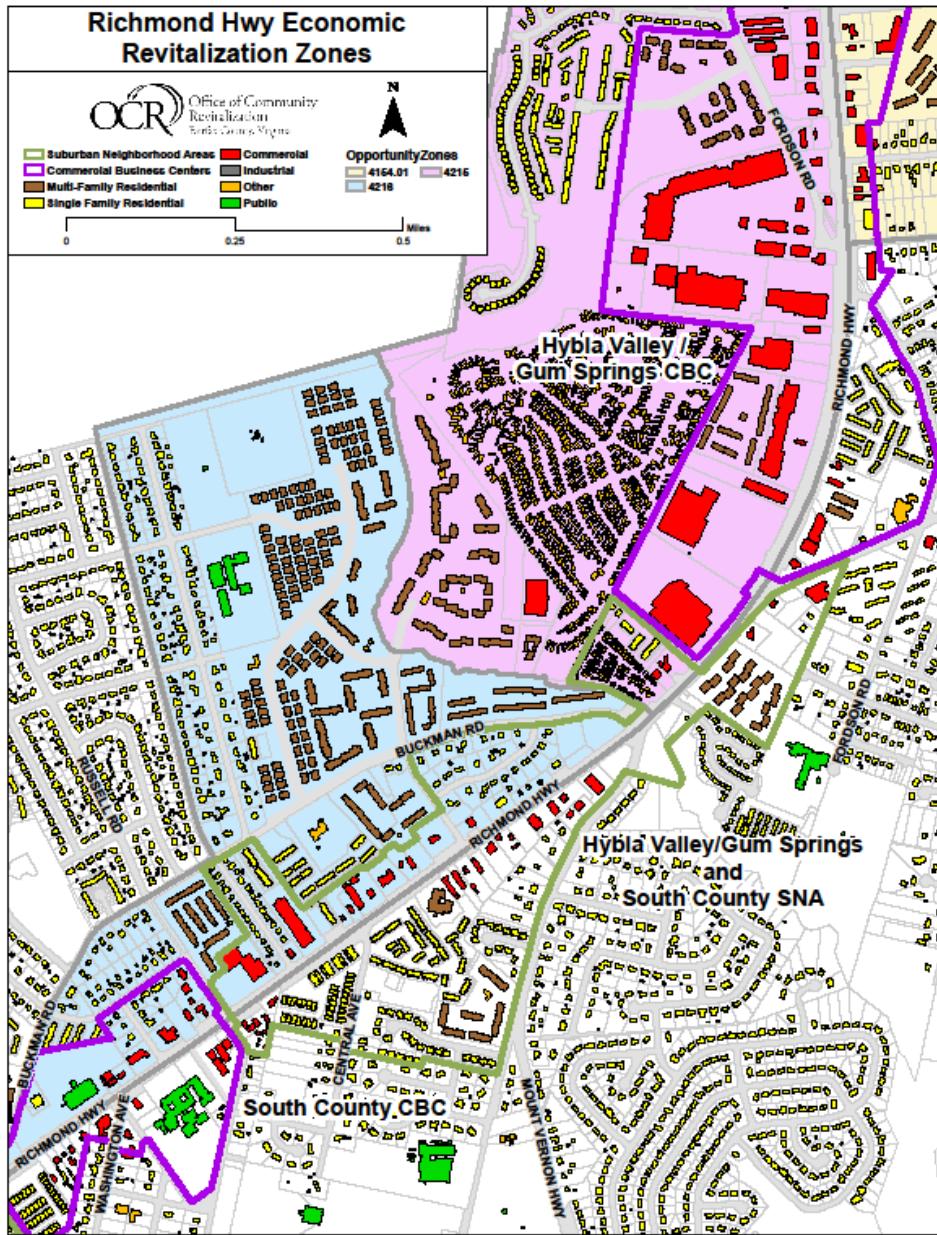 Richmond Hwy Economic
Revitalization Zones
OCR
Office of Community
Revitalization
Fairfax County, Virginia
N
Suburban Neighborhood Areas
Commercial Business Centers
Multi-Family Residential
Single Family Residential
Commercial
Industrial
Other
Public
OpportunityZones
4154.01
4215
4216
Miles
0
0.25
0.5
FORDSON RD
RICHMOND HWY
Hybla Valley /
Gum Springs CBC
BUCKMAN RD
RUSSELL RD
RICHMOND HWY
FORDSON RD
Hybla Valley/Gum Springs
and
South County SNA
BUCKMAN RD
CENTRAL AVE
South County CBC
MOUNT VERNON HWY
RICHMOND HWY
WASHINGTON AVE